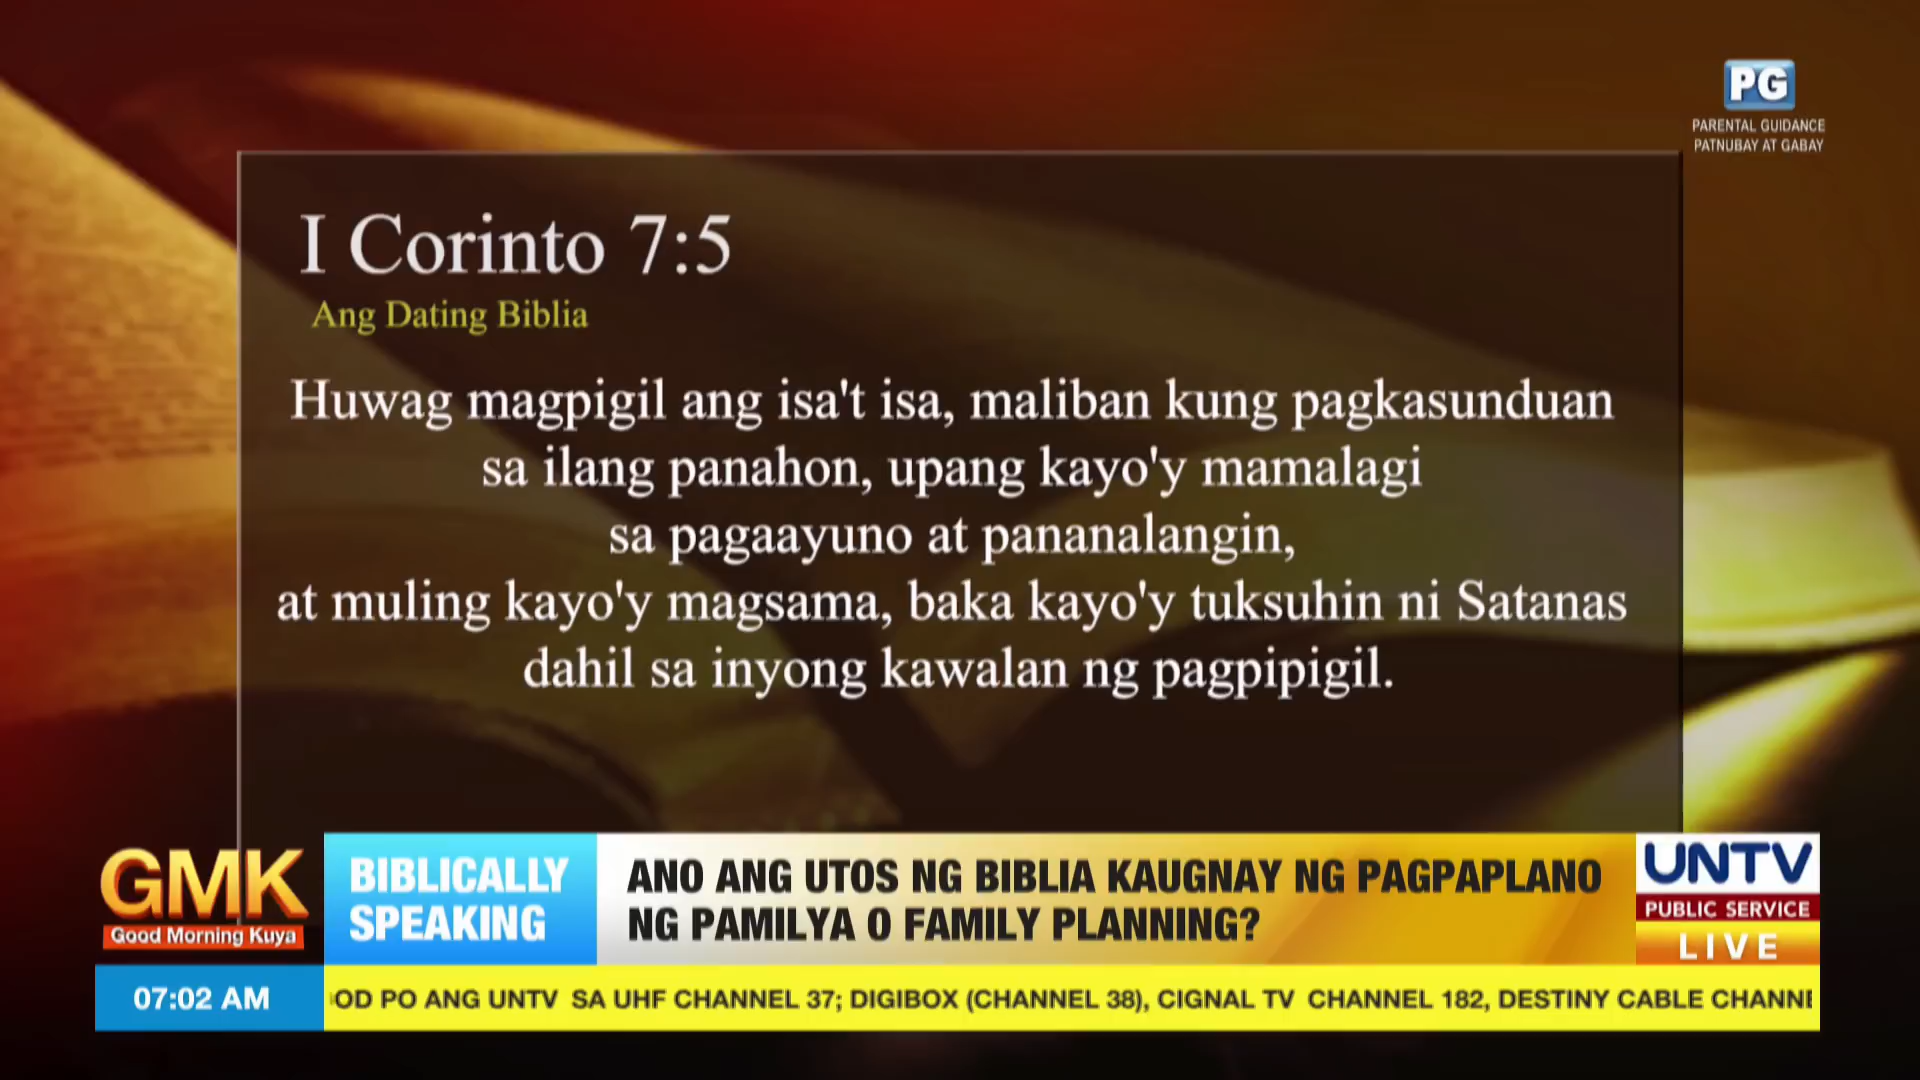 PG
PARENTAL GUIDANCE
PATNUBAY AT GABAY
I Corinto 7:5
Ang Dating Biblia
Huwag magpigil ang isa't isa, maliban kung pagkasunduan
sa ilang panahon, upang kayo'y mamalagi
sa pagaayuno at pananalangin,
at muling kayo'y magsama, baka kayo'y tuksuhin ni Satanas
dahil sa inyong kawalan ng pagpipigil.
GMK
Good Morning Kuya
BIBLICALLY
SPEAKING
ANO ANG UTOS NG BIBLIA KAUGNAY NG PAGPAPLANO
NG PAMILYA O FAMILY PLANNING?
UNTV
PUBLIC SERVICE
LIVE
07:02 AM
OD PO ANG UNTV SA UHF CHANNEL 37; DIGIBOX (CHANNEL 38), CIGNAL TV CHANNEL 182, DESTINY CABLE CHANNE